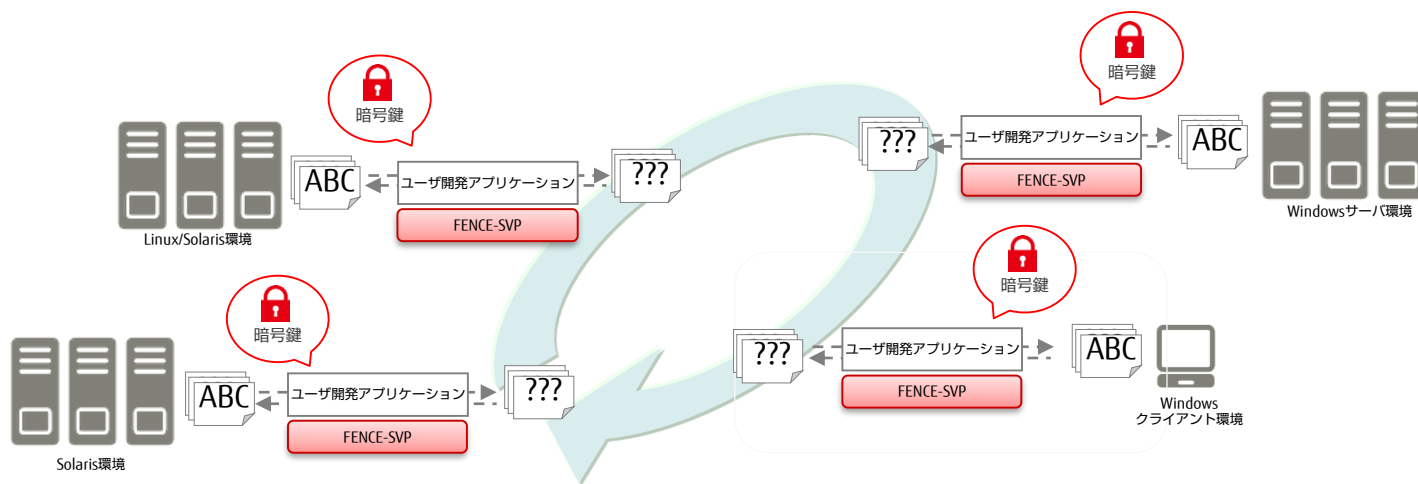 暗号鍵
ABC
ユーザ開発アプリケーション
???
FENCE-SVP
Linux/Solaris環境
暗号鍵
???
ユーザ開発アプリケーション
ABC
FENCE-SVP
Windowsサーバ環境
暗号鍵
ABC
ユーザ開発アプリケーション
???
FENCE-SVP
Solaris環境
暗号鍵
???
ユーザ開発アプリケーション
ABC
FENCE-SVP
Windows
クライアント環境